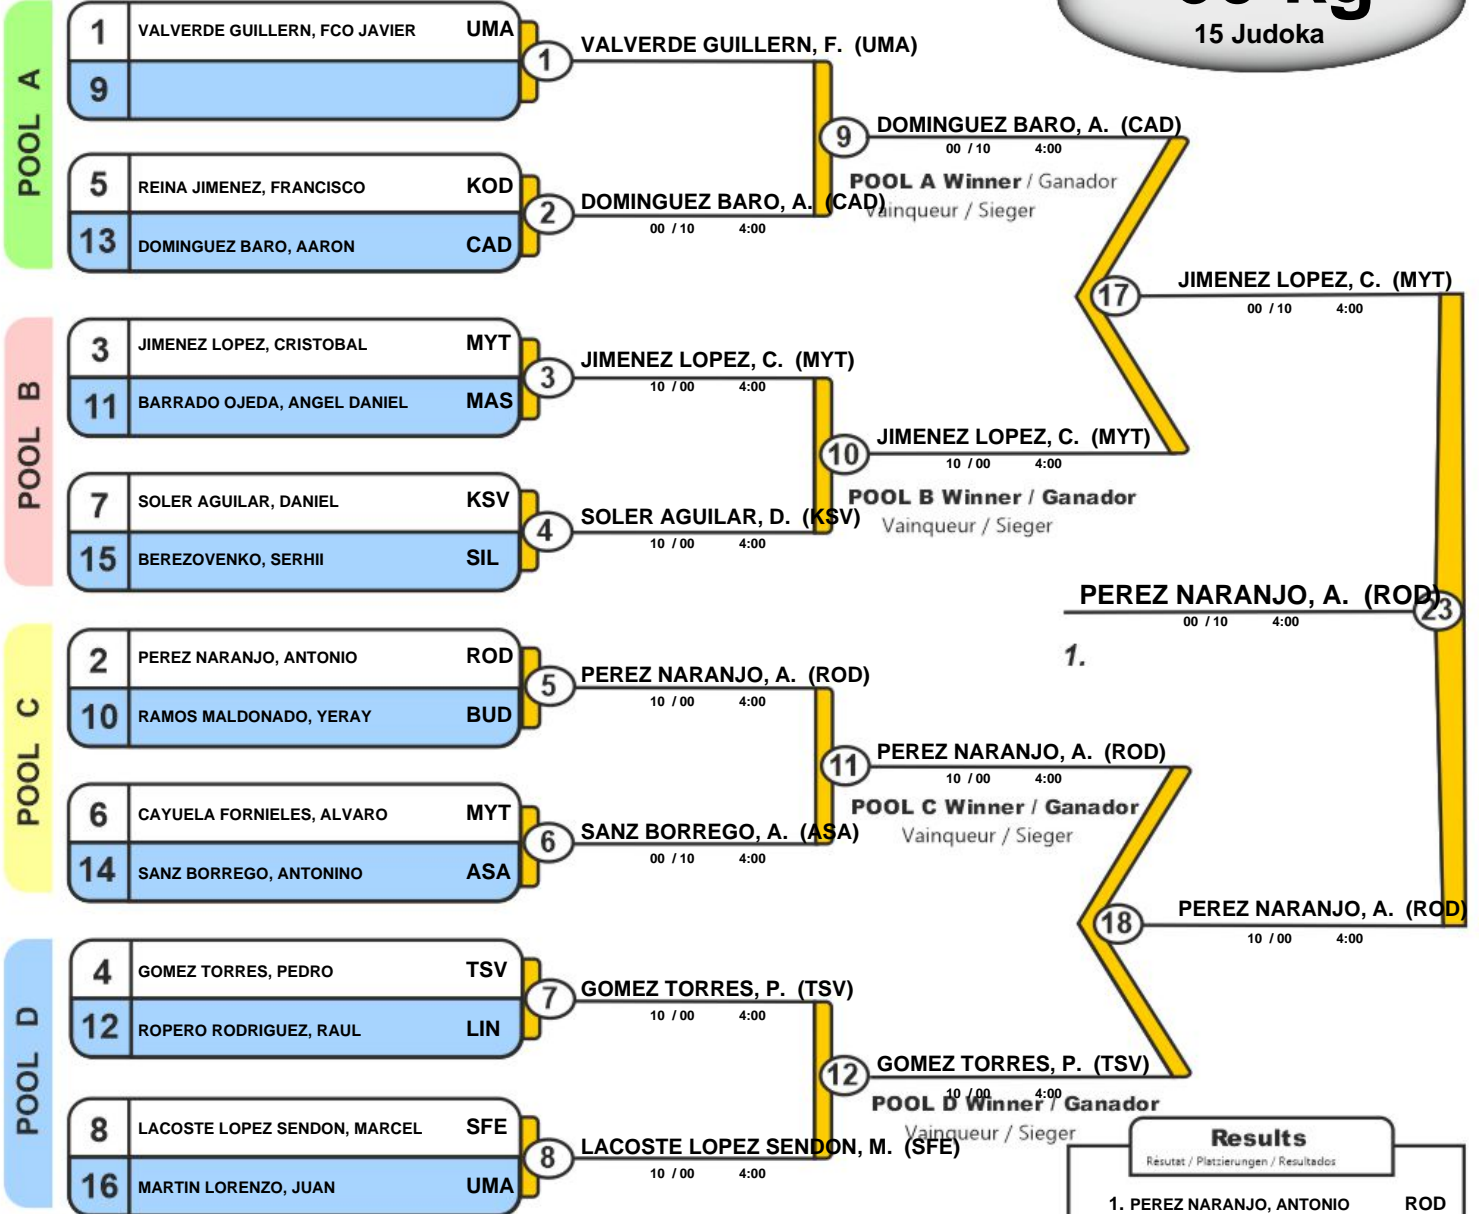 15 Judoka
POOL A
1 VALVERDE GUILLERN, FCO JAVIER UMA
9
1
VALVERDE GUILLERN, F. (UMA)
5 REINA JIMENEZ, FRANCISCO KOD
13 DOMINGUEZ BARO, AARON CAD
2
DOMINGUEZ BARO, A. (CAD)
00 / 10 4:00
9
DOMINGUEZ BARO, A. (CAD)
00 / 10 4:00
POOL A Winner / Ganador
Vainqueur / Sieger
POOL B
3 JIMENEZ LOPEZ, CRISTOBAL MYT
11 BARRADO OJEDA, ANGEL DANIEL MAS
3
JIMENEZ LOPEZ, C. (MYT)
10 / 00 4:00
7 SOLER AGUILAR, DANIEL KSV
15 BEREZOVENKO, SERHII SIL
4
SOLER AGUILAR, D. (KSV)
10 / 00 4:00
10
JIMENEZ LOPEZ, C. (MYT)
10 / 00 4:00
POOL B Winner / Ganador
Vainqueur / Sieger
17
JIMENEZ LOPEZ, C. (MYT)
00 / 10 4:00
PEREZ NARANJO, A. (ROD)
23
00 / 10 4:00
1.
POOL C
2 PEREZ NARANJO, ANTONIO ROD
10 RAMOS MALDONADO, YERAY BUD
5
PEREZ NARANJO, A. (ROD)
10 / 00 4:00
6 CAYUELA FORNIELES, ALVARO MYT
14 SANZ BORREGO, ANTONINO ASA
6
SANZ BORREGO, A. (ASA)
00 / 10 4:00
11
PEREZ NARANJO, A. (ROD)
10 / 00 4:00
POOL C Winner / Ganador
Vainqueur / Sieger
18
PEREZ NARANJO, A. (ROD)
10 / 00 4:00
POOL D
4 GOMEZ TORRES, PEDRO TSV
12 ROPERO RODRIGUEZ, RAUL LIN
7
GOMEZ TORRES, P. (TSV)
10 / 00 4:00
8 LACOSTE LOPEZ SENDON, MARCEL SFE
16 MARTIN LORENZO, JUAN UMA
8
LACOSTE LOPEZ SENDON, M. (SFE)
10 / 00 4:00
12
GOMEZ TORRES, P. (TSV)
10 / 00 4:00
POOL D Winner / Ganador
Vainqueur / Sieger
Results
Résutat / Platzierungen / Resultados
1. PEREZ NARANJO, ANTONIO ROD